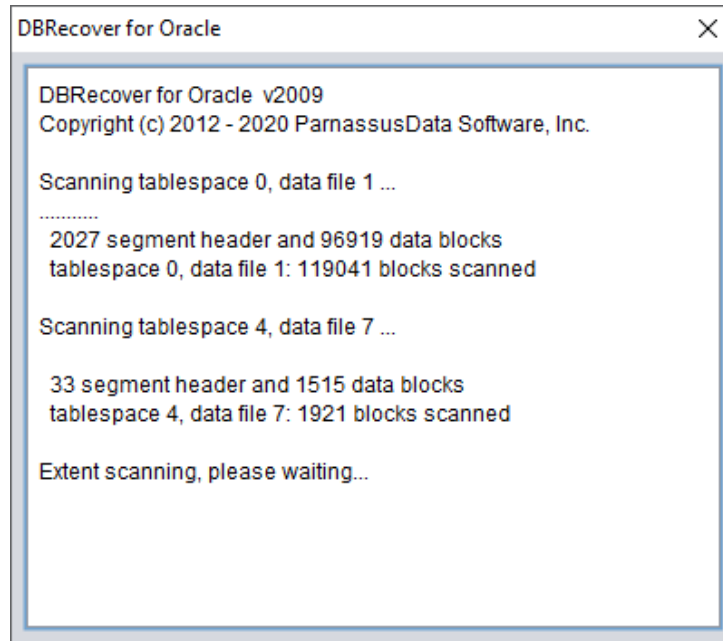 DBRecover for Oracle
DBRecover for Oracle v2009
Copyright (c) 2012 - 2020 ParnassusData Software, Inc.
Scanning tablespace 0, data file 1 ...
...........
2027 segment header and 96919 data blocks
tablespace 0, data file 1: 119041 blocks scanned
Scanning tablespace 4, data file 7 ...
33 segment header and 1515 data blocks
tablespace 4, data file 7: 1921 blocks scanned
Extent scanning, please waiting...